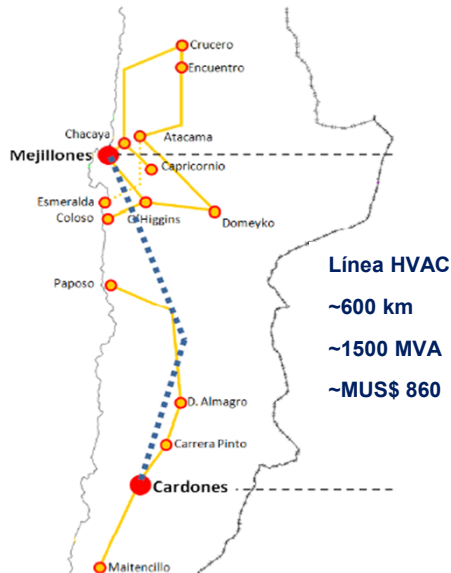 Crucero
Encuentro
Chacaya
Atacama
Mejillones
Capricornio
Esmeralda
Coloso
O'Higgins
Domeyko
Paposo
Línea HVAC
~600 km
~1500 MVA
~MUS$ 860
D. Almagro
Carrera Pinto
Cardones
Maitencillo